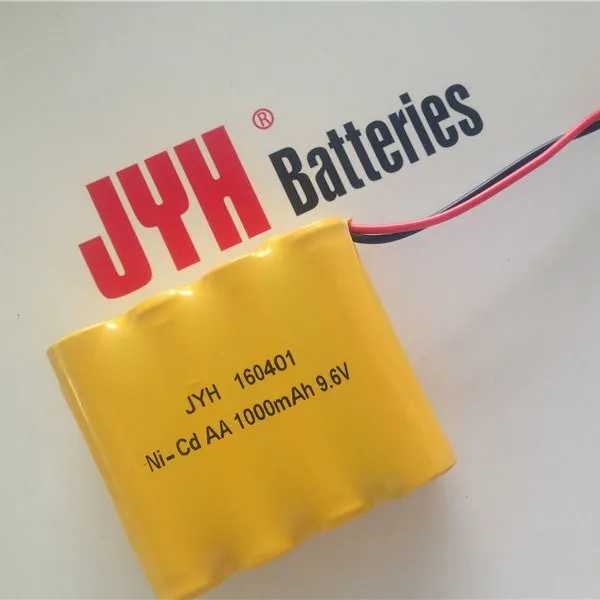 JYH® Batteries
JYH 160401
Ni-Cd AA 1000mAh 9.6V